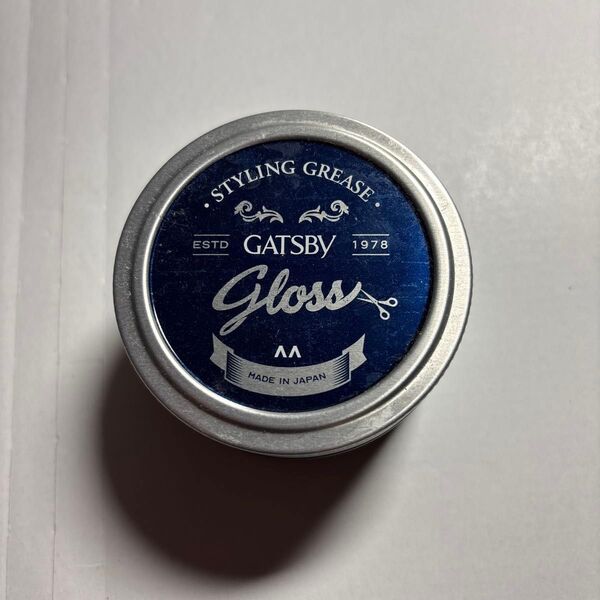 • STYLING GREASE •
ESTD GATSBY 1978
Gloss
MADE IN JAPAN